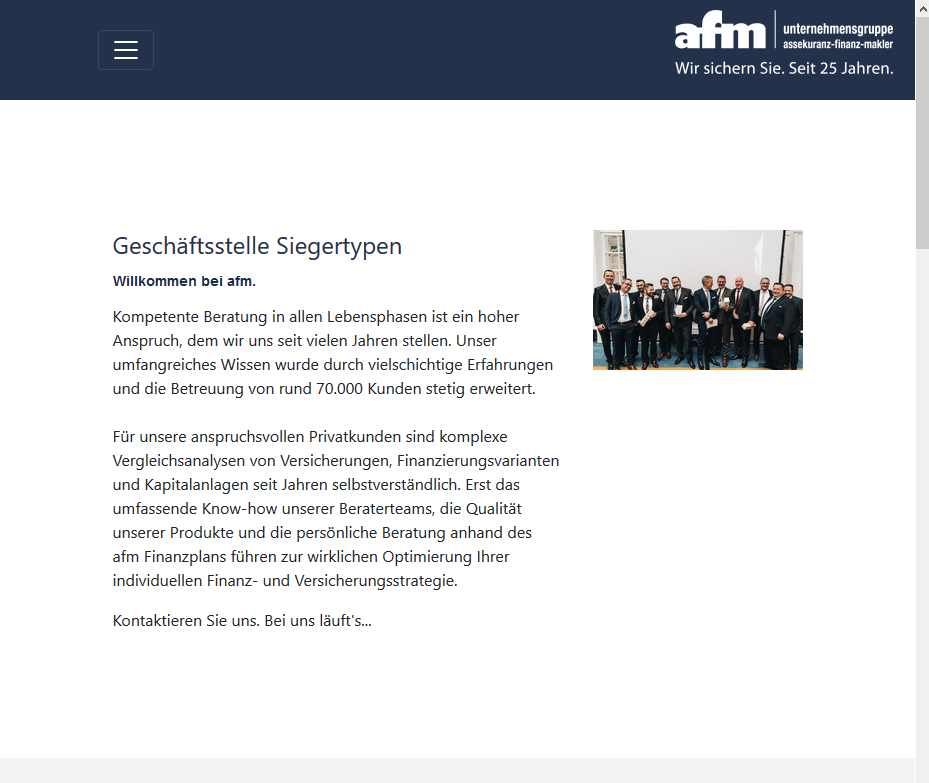 afm unternehmensgruppe
assekuranz-finanz-makler
Wir sichern Sie. Seit 25 Jahren.
Geschäftsstelle Siegertypen
Willkommen bei afm.
Kompetente Beratung in allen Lebensphasen ist ein hoher
Anspruch, dem wir uns seit vielen Jahren stellen. Unser
umfangreiches Wissen wurde durch vielschichtige Erfahrungen
und die Betreuung von rund 70.000 Kunden stetig erweitert.
Für unsere anspruchsvollen Privatkunden sind komplexe
Vergleichsanalysen von Versicherungen, Finanzierungsvarianten
und Kapitalanlagen seit Jahren selbstverständlich. Erst das
umfassende Know-how unserer Beraterteams, die Qualität
unserer Produkte und die persönliche Beratung anhand des
afm Finanzplans führen zur wirklichen Optimierung Ihrer
individuellen Finanz- und Versicherungsstrategie.
Kontaktieren Sie uns. Bei uns läuft's...